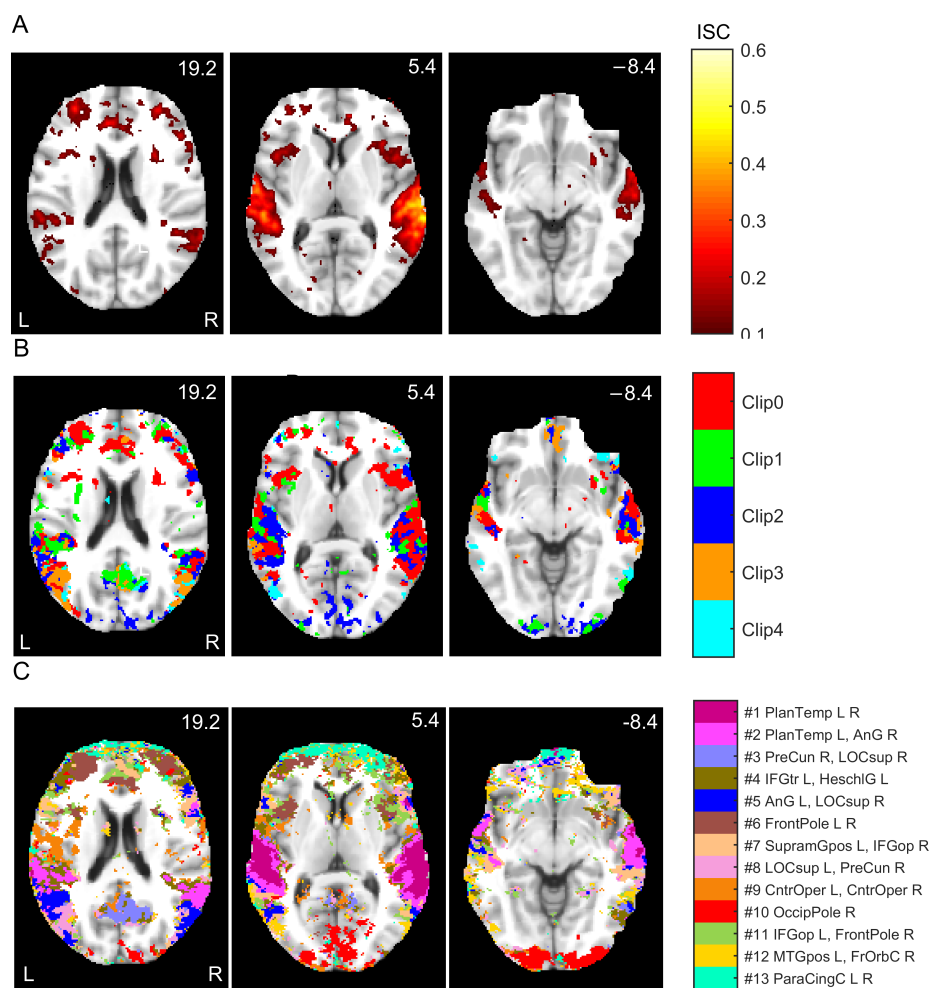 A
ISC
19.2
5.4
−8.4
0.6
0.5
0.4
0.3
0.2
0.1
L
R
B
19.2
5.4
−8.4
Clip0
Clip1
Clip2
Clip3
Clip4
L
R
C
19.2
5.4
-8.4
#1 PlanTemp L R
#2 PlanTemp L, AnG R
#3 PreCun R, LOCsup R
#4 IFGtr L, HeschlG L
#5 AnG L, LOCsup R
#6 FrontPole L R
#7 SupramGpos L, IFGop R
#8 LOCsup L, PreCun R
#9 CntrOper L, CntrOper R
#10 OccipPole R
#11 IFGop L, FrontPole R
#12 MTGpos L, FrOrbC R
#13 ParaCingC L R
L
R